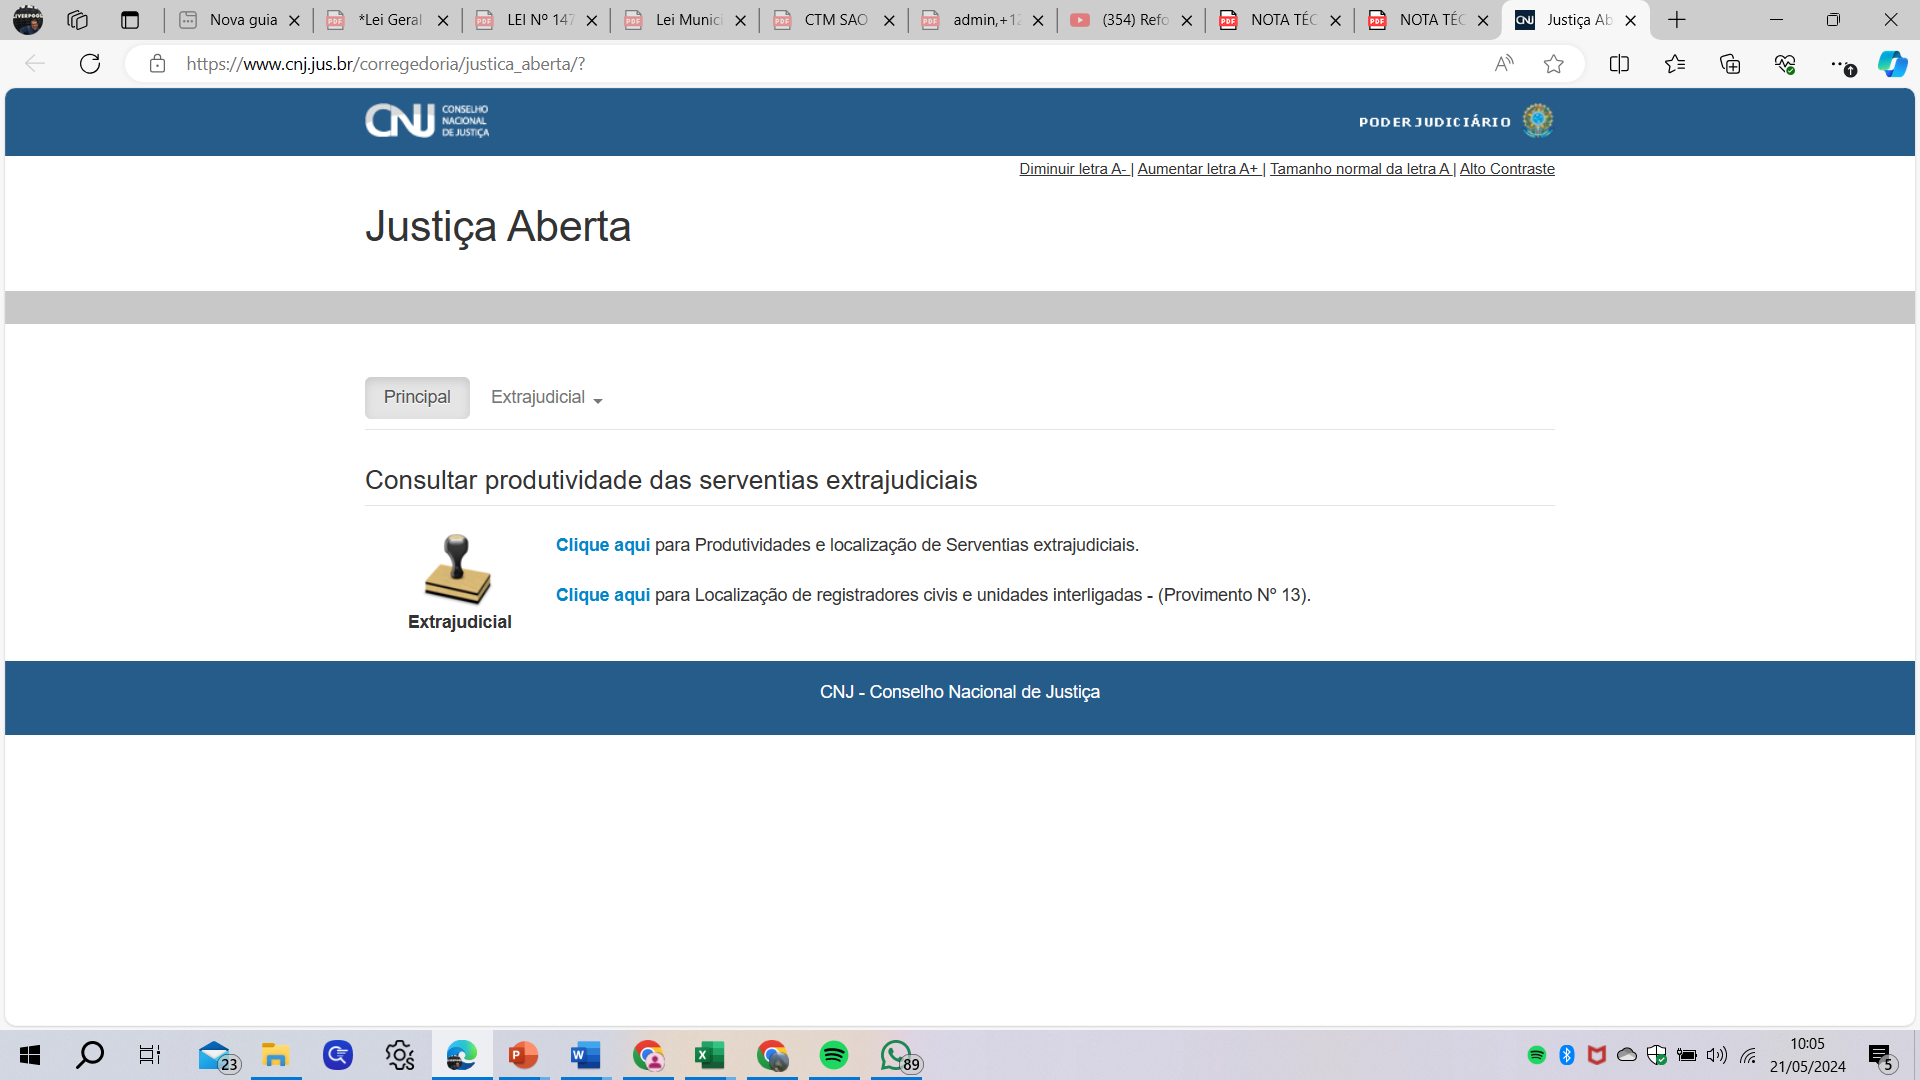 Nova guia
*Lei Geral
LEI Nº 147
Lei Munici
CTM SAO
admin,+12
(354) Refo
NOTA TÉC
NOTA TÉC
CNJ
Justiça Ab
https://www.cnj.jus.br/corregedoria/justica_aberta/?
CNJ CONSELHO NACIONAL DE JUSTIÇA
PODER JUDICIÁRIO
Diminuir letra A- | Aumentar letra A+ | Tamanho normal da letra A | Alto Contraste
Justiça Aberta
Principal
Extrajudicial
Consultar produtividade das serventias extrajudiciais
Clique aqui para Produtividades e localização de Serventias extrajudiciais.
Clique aqui para Localização de registradores civis e unidades interligadas - (Provimento Nº 13).
Extrajudicial
CNJ - Conselho Nacional de Justiça
23
89
10:05
21/05/2024
5